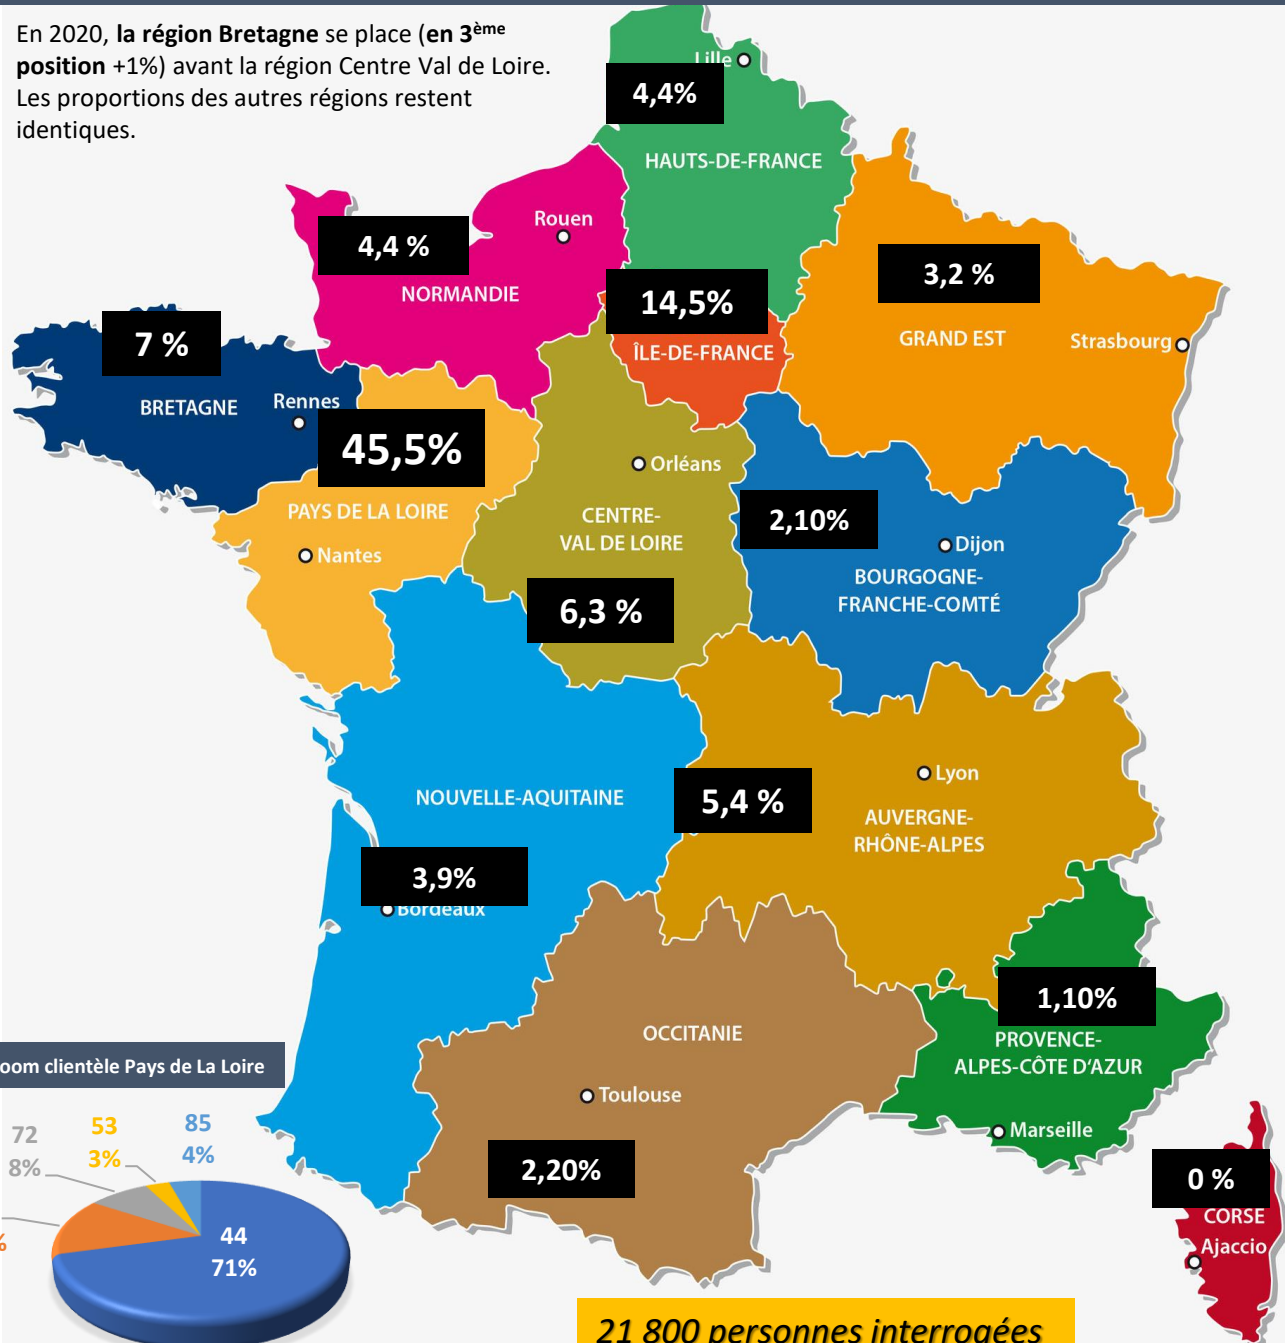 En 2020, la région Bretagne se place (en 3ème
position +1%) avant la région Centre Val de Loire.
Les proportions des autres régions restent
identiques.
Lille
4,4%
HAUTS-DE-FRANCE
Rouen
4,4 %
NORMANDIE
3,2 %
GRAND EST
Strasbourg
14,5%
ÎLE-DE-FRANCE
7 %
BRETAGNE
Rennes
45,5%
PAYS DE LA LOIRE
Nantes
Orléans
CENTRE-
VAL DE LOIRE
6,3 %
2,10%
Dijon
BOURGOGNE-
FRANCHE-COMTÉ
NOUVELLE-AQUITAINE
3,9%
Bordeaux
5,4 %
Lyon
AUVERGNE-
RHÔNE-ALPES
1,10%
PROVENCE-
ALPES-CÔTE D'AZUR
Marseille
OCCITANIE
Toulouse
2,20%
0 %
CORSE
Ajaccio
oom clientèle Pays de La Loire
72
8%
53
3%
85
4%
%
44
71%
21 800 personnes interrogées